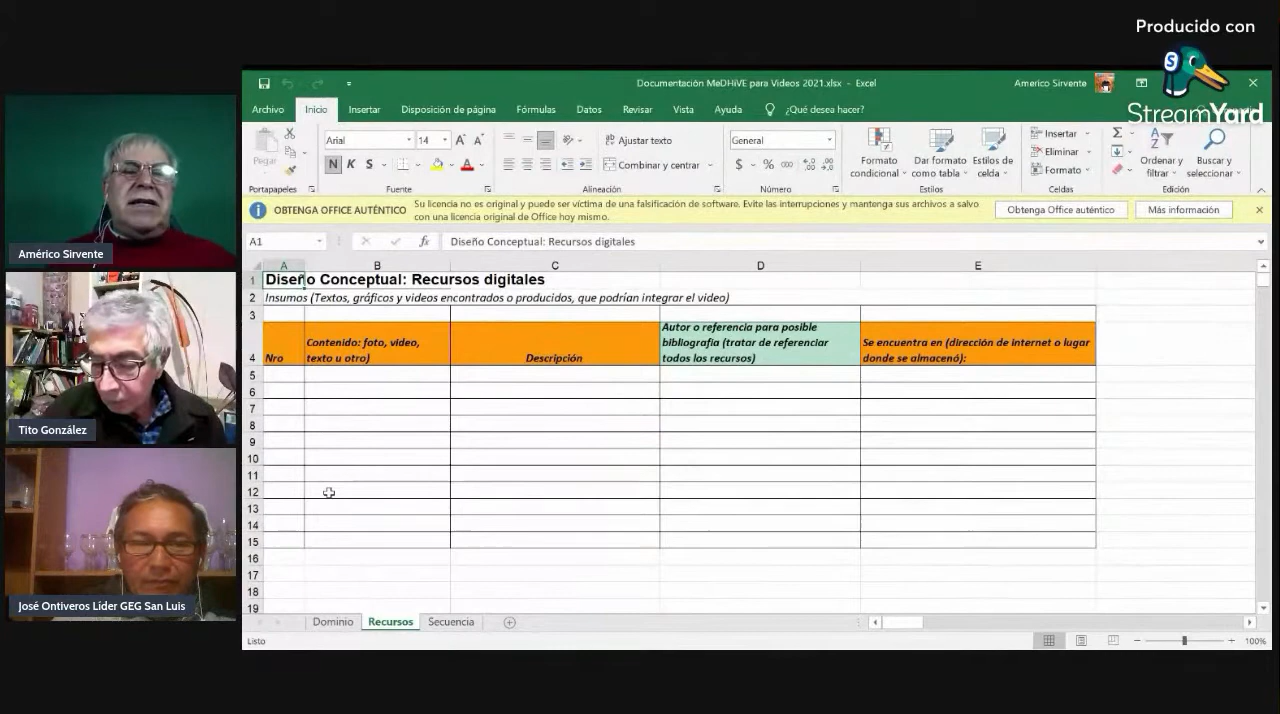 Producido con
StreamYard
Documentación MeDHiVE para Videos 2021.xlsx - Excel
Americo Sirvente
Archivo Inicio Insertar Disposición de página Fórmulas Datos Revisar Vista Ayuda ¿Qué desea hacer?
Pegar
Arial 14
N K S
Ajustar texto
Combinar y centrar
General
$ % 000
Formato condicional
Dar formato como tabla
Estilos de celda
Insertar
Eliminar
Formato
Ordenar y filtrar
Buscar y seleccionar
Portapapeles Fuente Alineación Número Estilos Celdas Edición
OBTENGA OFFICE AUTÉNTICO
Su licencia no es original y puede ser víctima de una falsificación de software. Evite las interrupciones y mantenga sus archivos a salvo
con una licencia original de Office hoy mismo.
Obtenga Office auténtico
Más información
A1
fx
Diseño Conceptual: Recursos digitales
A B C D E
1 Diseño Conceptual: Recursos digitales
2 Insumos (Textos, gráficos y videos encontrados o producidos, que podrían integrar el video)
3
4 Nro
Contenido: foto, video,
texto u otro)
Descripción
Autor o referencia para posible
bibliografía (tratar de referenciar
todos los recursos)
Se encuentra en (dirección de internet o lugar
donde se almacenó):
5
6
7
8
9
10
11
12
13
14
15
16
17
18
19
Dominio Recursos Secuencia
Listo
100%
Américo Sirvente
Tito González
José Ontiveros Líder GEG San Luis